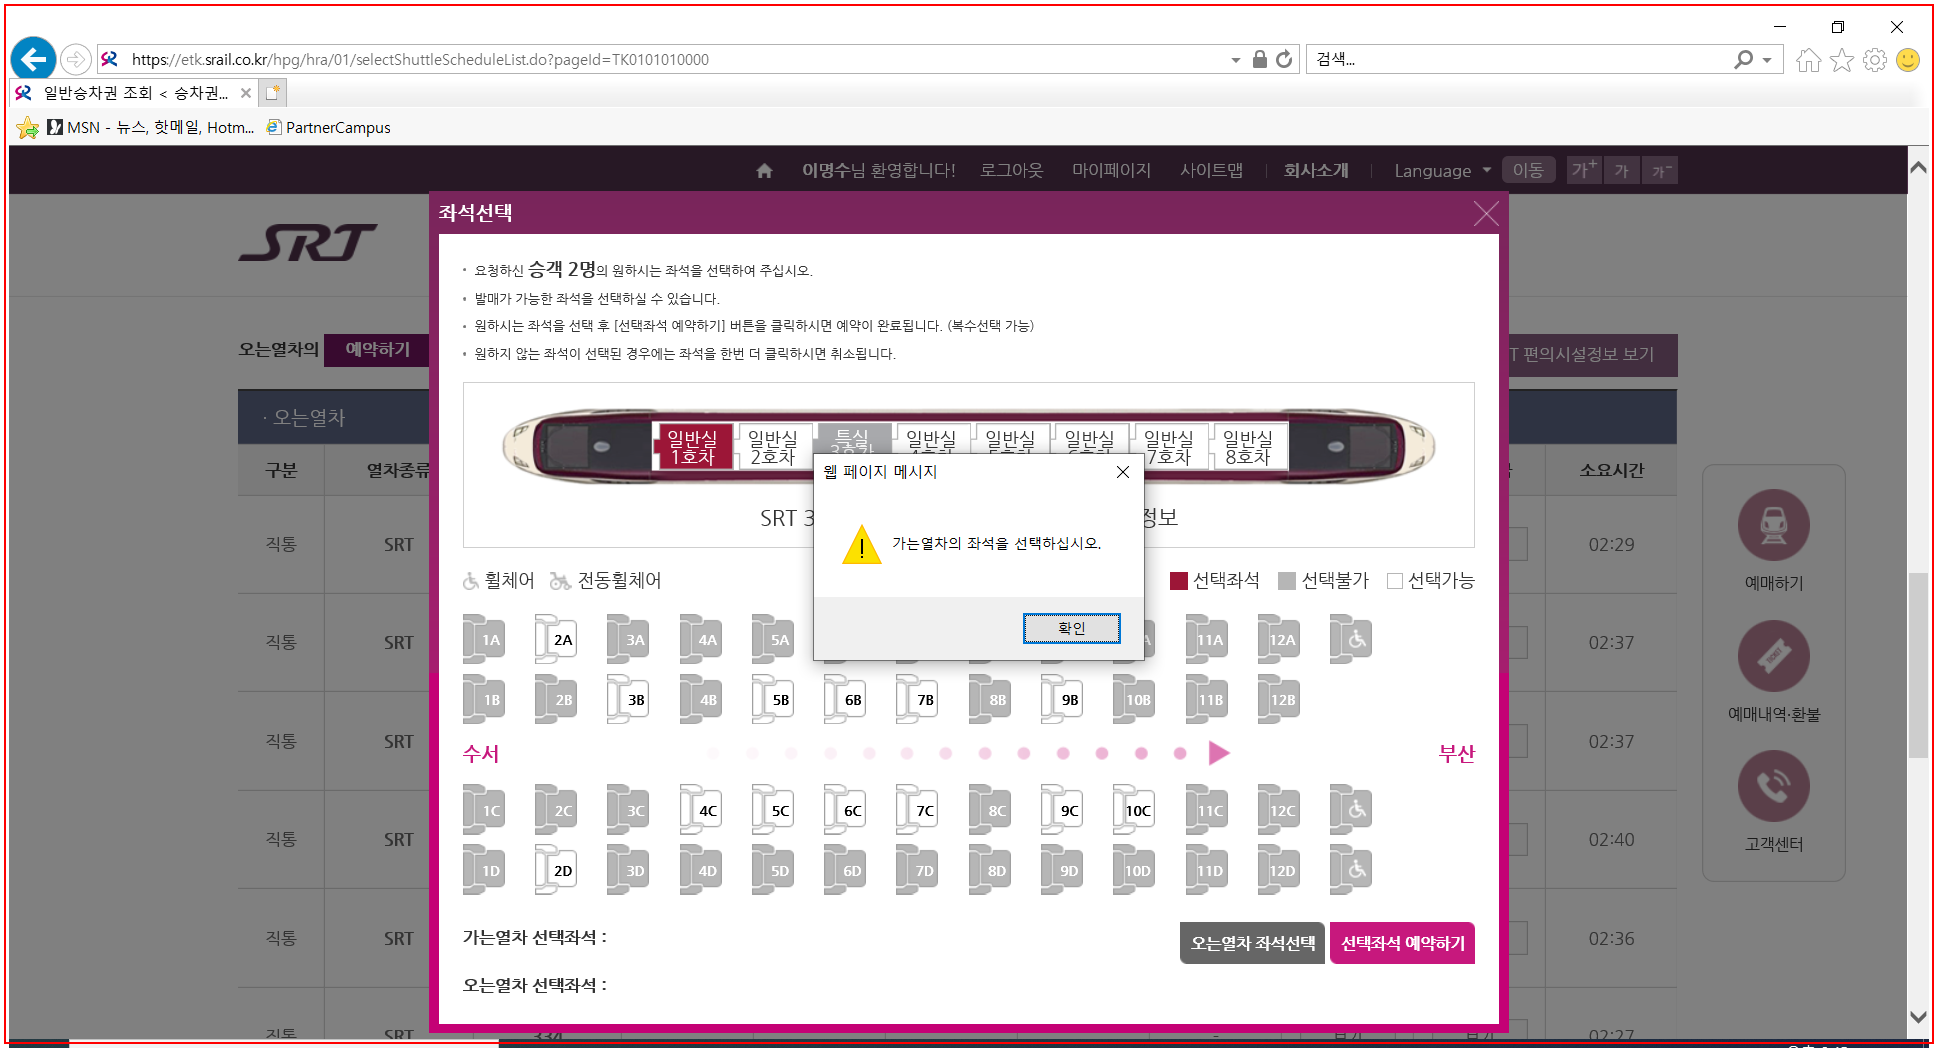 https://etk.srail.co.kr/hpg/hra/01/selectShuttleScheduleList.do?pageId=TK0101010000
검색...
일반승차권 조회 < 승차권...
MSN - 뉴스, 핫메일, Hotm...
PartnerCampus
이명수님 환영합니다! 로그아웃 마이페이지 사이트맵 회사소개 Language 이동 가+ 가 가-
좌석선택
SRT
요청하신 승객 2명의 원하시는 좌석을 선택하여 주십시오.
발매가 가능한 좌석을 선택하실 수 있습니다.
원하시는 좌석을 선택 후 [선택좌석 예약하기] 버튼을 클릭하시면 예약이 완료됩니다. (복수선택 가능)
원하지 않는 좌석이 선택된 경우에는 좌석을 한번 더 클릭하시면 취소됩니다.
오는열차의 예약하기
T 편의시설정보 보기
· 오는열차
구분 열차종류 소요시간
일반실 1호차
일반실 2호차
특실
일반실
일반실
일반실
일반실 7호차
일반실 8호차
SRT 3
정보
웹 페이지 메시지
가는열차의 좌석을 선택하십시오.
확인
휠체어 전동휠체어 선택좌석 선택불가 선택가능
1A 2A 3A 4A 5A 11A 12A
1B 2B 3B 4B 5B 6B 7B 8B 9B 10B 11B 12B
수서 부산
1C 2C 3C 4C 5C 6C 7C 8C 9C 10C 11C 12C
1D 2D 3D 4D 5D 6D 7D 8D 9D 10D 11D 12D
가는열차 선택좌석 :
오는열차 좌석선택 선택좌석 예약하기
오는열차 선택좌석 :
직통 SRT 02:29
직통 SRT 02:37
직통 SRT 02:37
직통 SRT 02:40
직통 SRT 02:36
직통 SRT 334 02:27
예매하기
예매내역·환불
고객센터